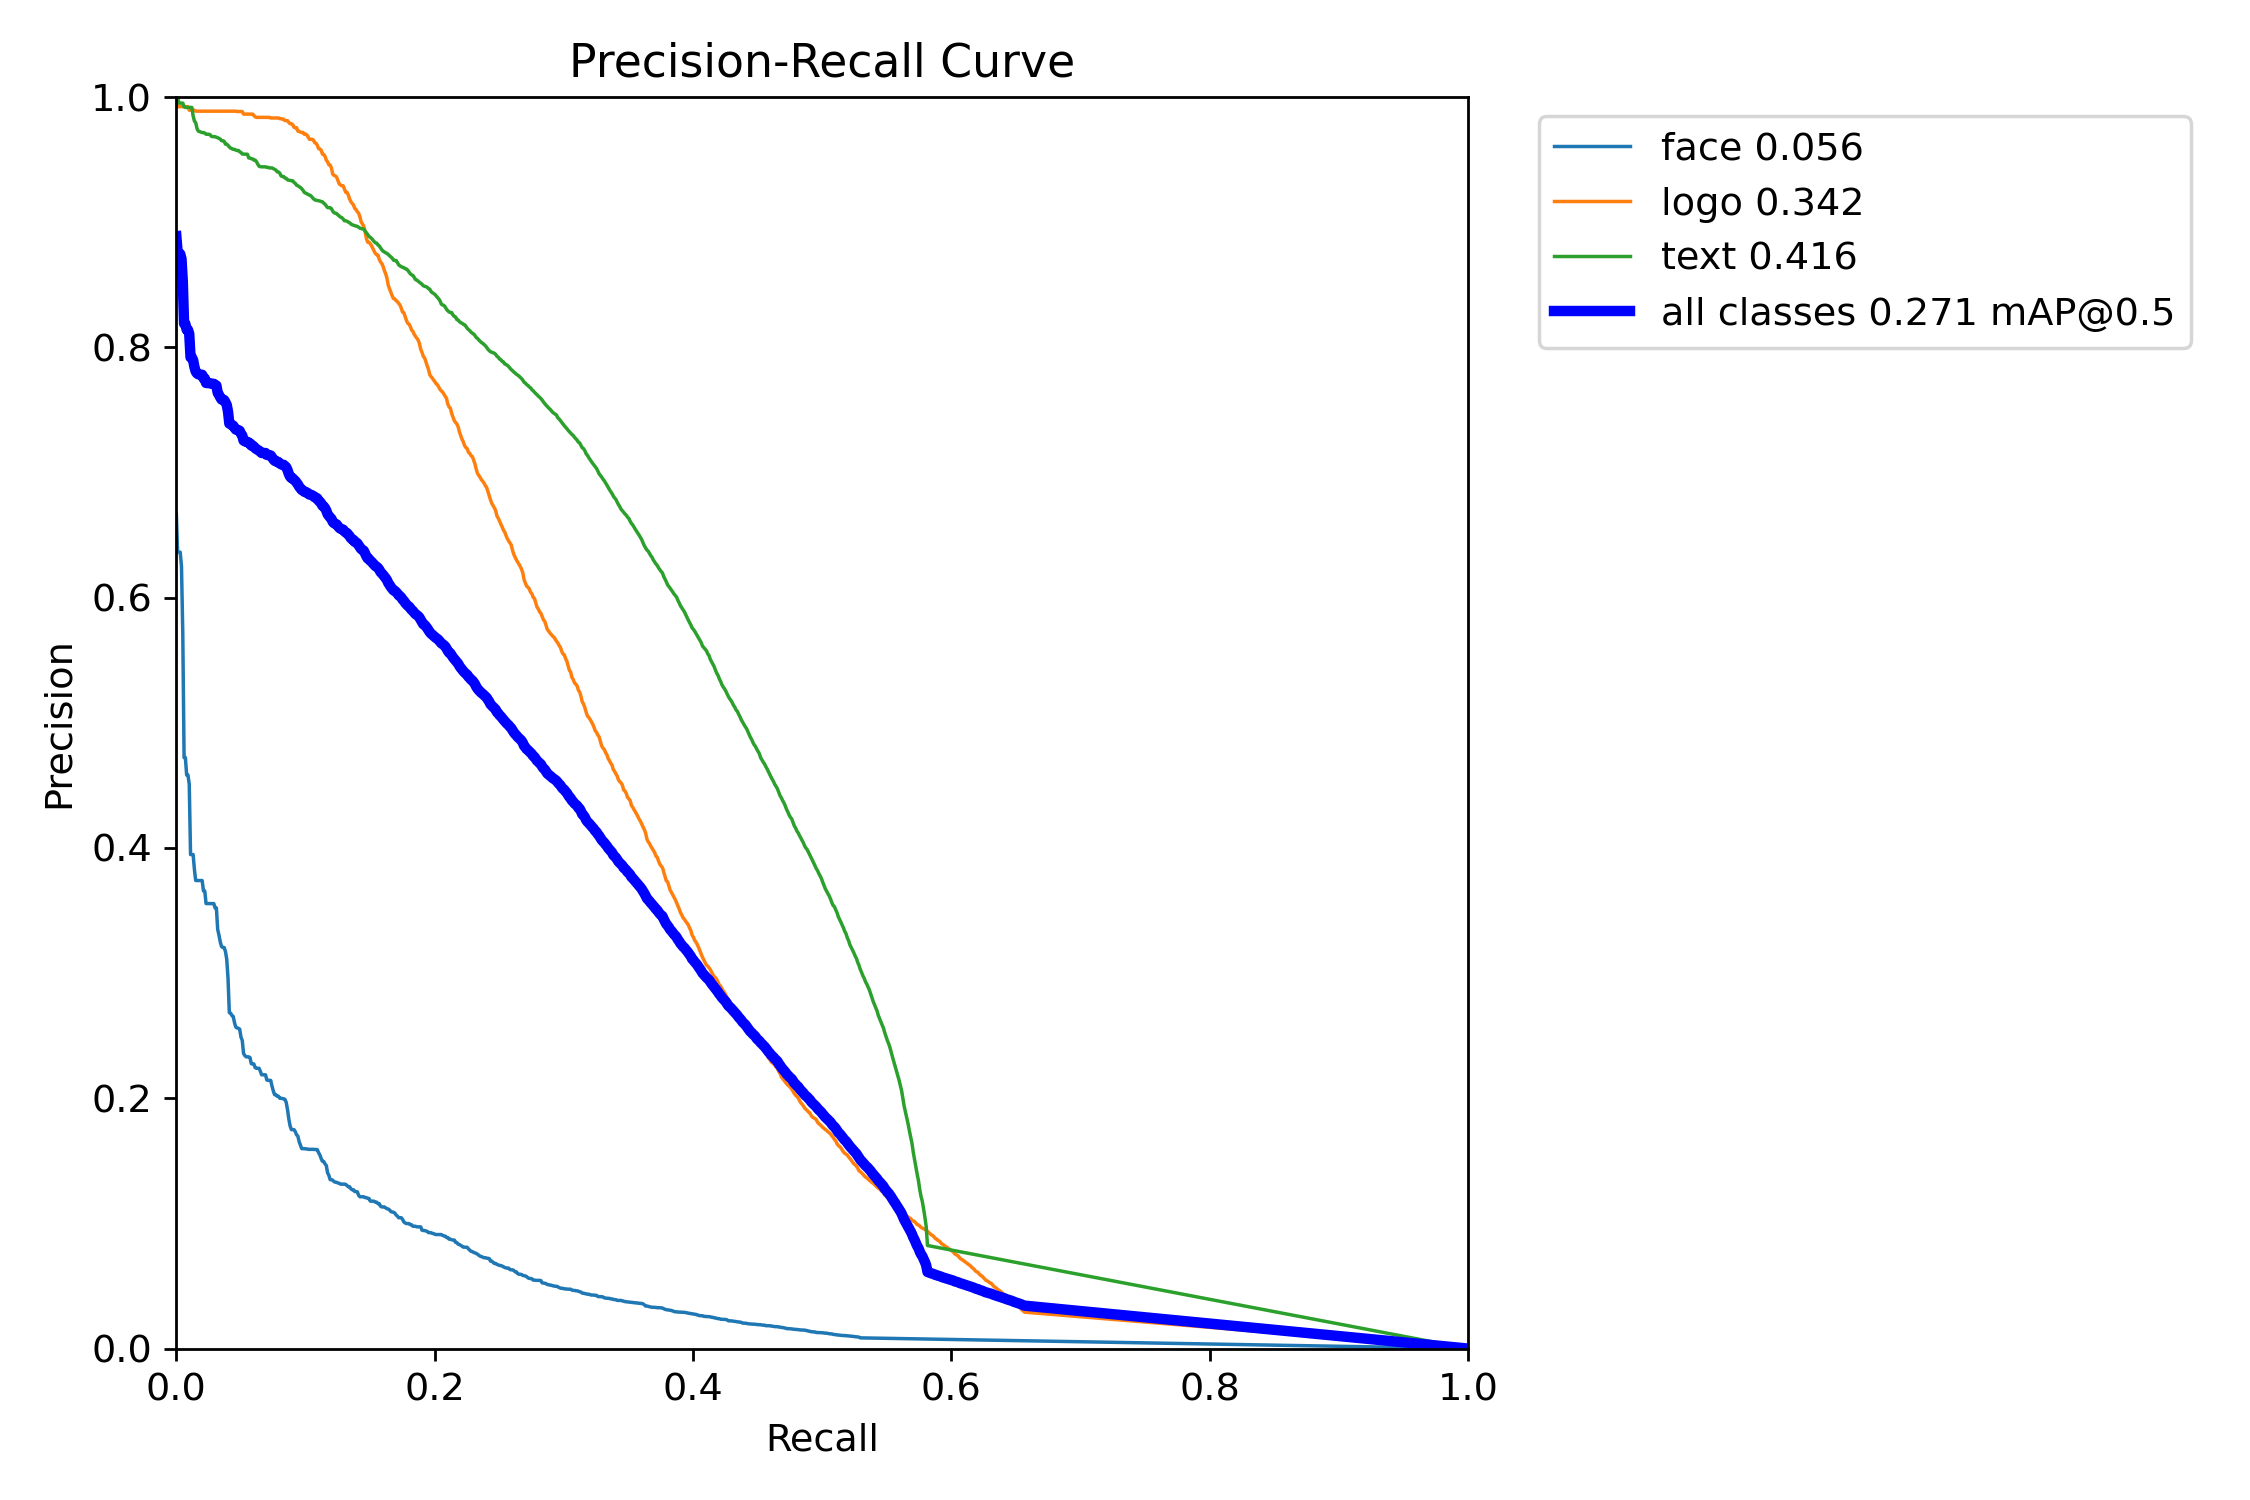 Precision-Recall Curve
1.0
0.8
0.6
0.4
0.2
0.0
Precision
0.0 0.2 0.4 0.6 0.8 1.0
Recall
face 0.056
logo 0.342
text 0.416
all classes 0.271 mAP@0.5